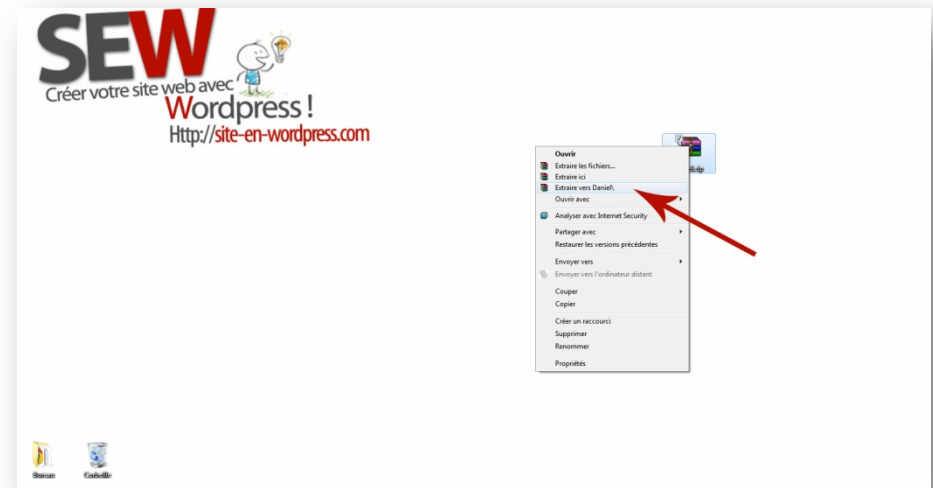 SEW
Créer votre site web avec
Wordpress !
Http://site-en-wordpress.com
Ouvrir
Extraire les fichiers...
Extraire ici
Extraire vers Daniel\
Ouvrir avec
Analyser avec Internet Security
Partager avec
Restaurer les versions précédentes
Envoyer vers
Envoyer vers l'ordinateur distant
Couper
Copier
Créer un raccourci
Supprimer
Renommer
Propriétés
Bureau
Corbeille